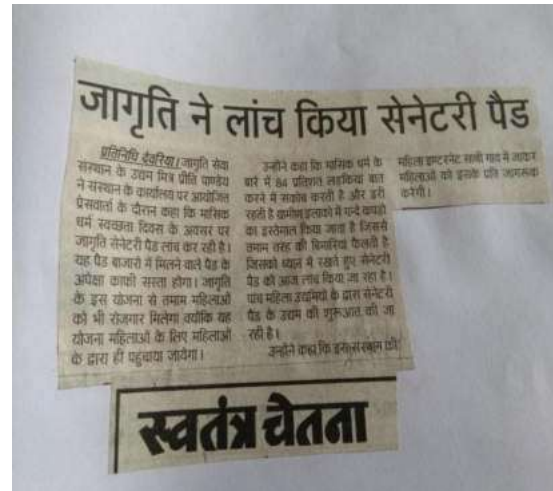 जागृति ने लांच किया सेनेटरी पैड
प्रतिनिधि देवरिया। जागृति सेवा
संस्थान के उद्यम मित्र प्रीति पाण्डेय
ने संस्थान के कार्यालय पर आयोजित
प्रेसवार्ता के दौरान कहा कि मासिक
धर्म स्वच्छता दिवस के अवसर पर
जागृति सेनेटरी पैड लांच कर रही है।
यह पैड बाजारो में मिलने वाले पैड के
अपेक्षा काफी सस्ता होगा। जागृति
के इस योजना से तमाम महिलाओं
को भी रोजगार मिलेगा क्योंकि यह
योजना महिलाओं के लिए महिलाओं
के द्वारा ही पहुंचाया जायेगा।
उन्होंने कहा कि मासिक धर्म के
बारे में 84 प्रतिशत लड़किया बात
करने में संकोच करती है और डरी
रहती है ग्रामीण इलाको में गन्दे कपड़ो
का इस्तेमाल किया जाता है जिससे
तमाम तरह की बिमारियां फैलती है
जिसको ध्यान में रखते हुए सेनेटरी
पैड को आज लांच किया जा रहा है।
पांच महिला उद्यमियों के द्वारा सेनेटरी
पैड के उद्यम की शुरूआत की जा
रही है।
उन्होंने कहा कि इस
महिला इण्टरनेट साथी गांव में जाकर
महिलाओं को इसके प्रति जागरूक
करेगी।
स्वतंत्र चेतना